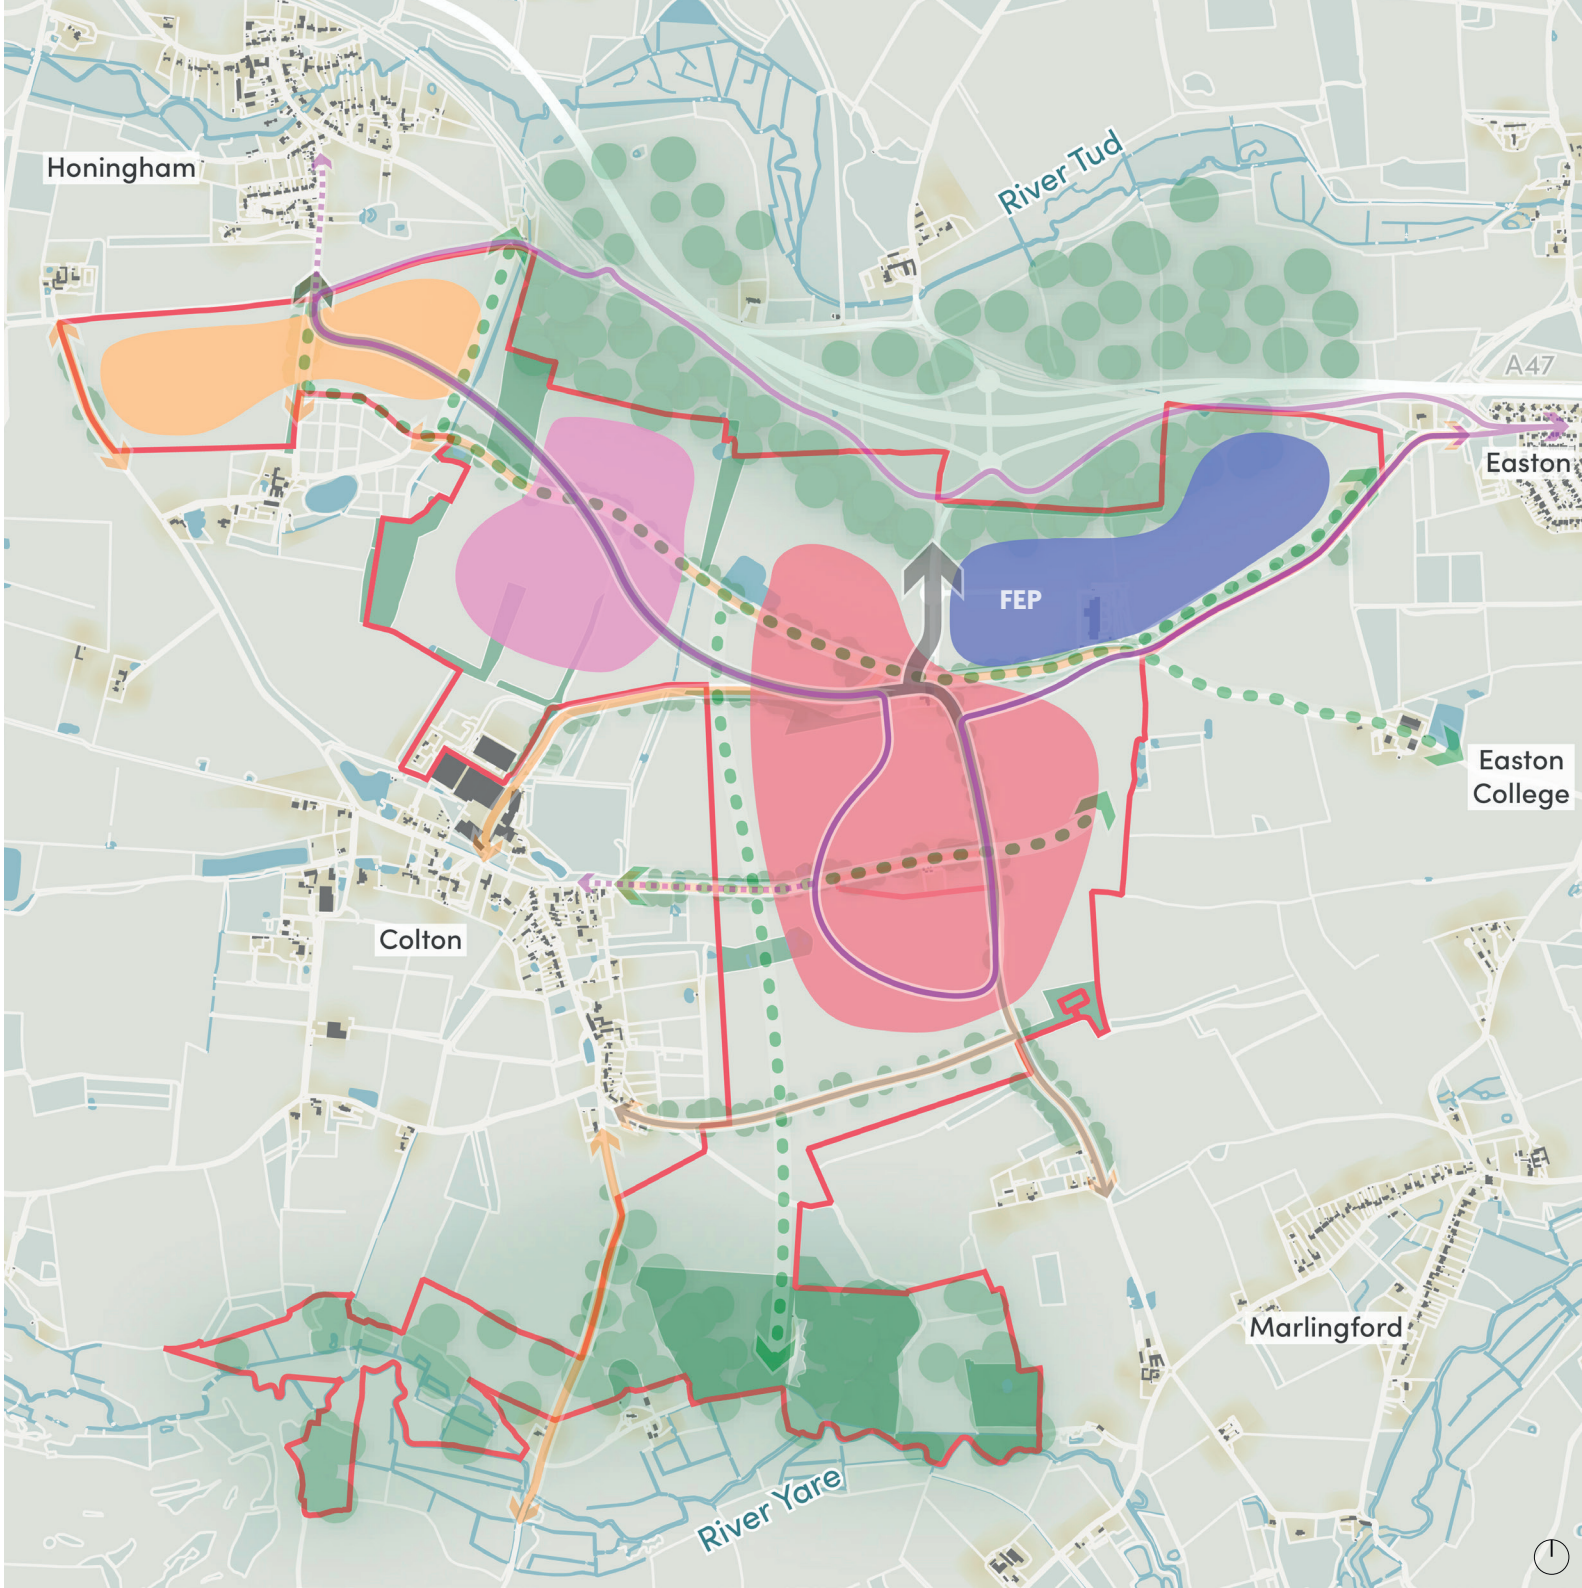 River Tud
Honingham
A47
Easton
FEP
Easton
College
Colton
Marlingford
River Yare